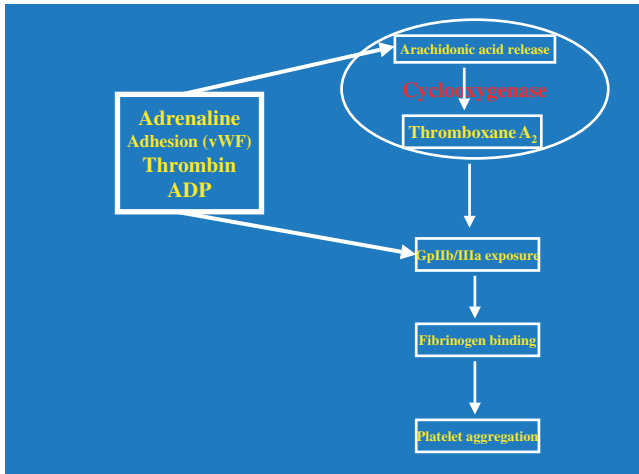 Arachidonic acid release
Cyclooxygenase
Thromboxane A₂
Adrenaline
Adhesion (vWF)
Thrombin
ADP
GpIIb/IIIa exposure
Fibrinogen binding
Platelet aggregation